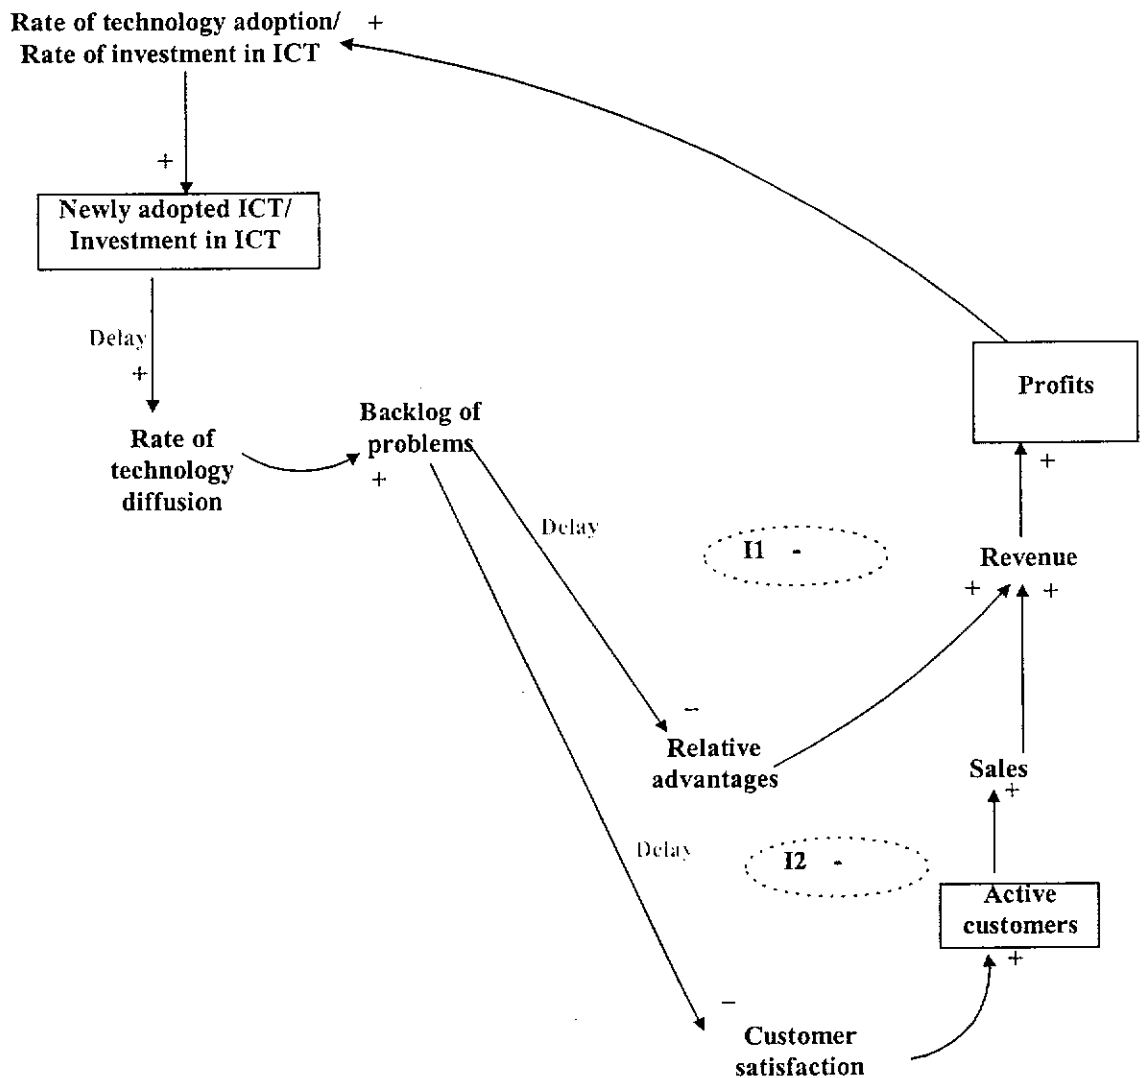 Rate of technology adoption/ +
Rate of investment in ICT
+
Newly adopted ICT/
Investment in ICT
Delay
+
Rate of
technology
diffusion
Backlog of
problems
+
Profits
+
Delay
I1 -
Revenue
+ +
−
Relative
advantages
Sales
+
Delay
I2 -
Active
customers
+
−
Customer
satisfaction